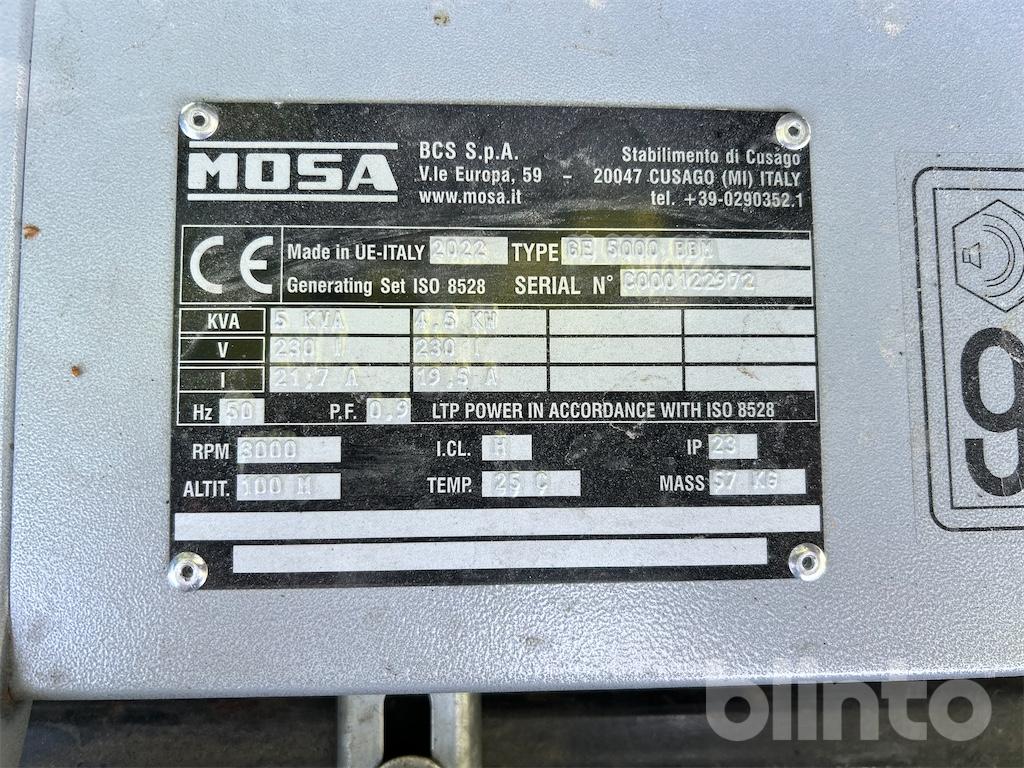 MOSA
BCS S.p.A.
V.le Europa, 59 - 20047 CUSAGO (MI) ITALY
Stabilimento di Cusago
www.mosa.it
tel. +39-0290352.1
CE Made in UE-ITALY 2022 TYPE GE 5000 BBM
Generating Set ISO 8528 SERIAL N° C000122972
KVA 5 KVA 4.5 KW
V 230 V 230 V
I 21,7 A 19,5 A
Hz 50 P.F. 0,9 LTP POWER IN ACCORDANCE WITH ISO 8528
RPM 3000 I.CL. H IP 23
ALTIT. 100 M TEMP. 25 C MASS 57 KG
9
blinto